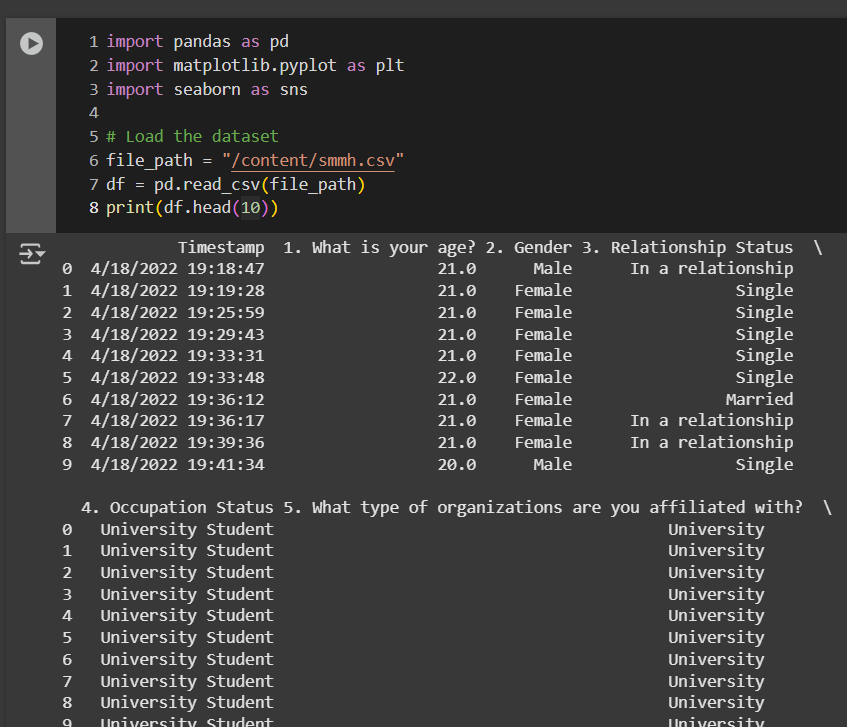 1 import pandas as pd
2 import matplotlib.pyplot as plt
3 import seaborn as sns
4
5 # Load the dataset
6 file_path = "/content/smmh.csv"
7 df = pd.read_csv(file_path)
8 print(df.head(10))
Timestamp 1. What is your age? 2. Gender 3. Relationship Status \
0 4/18/2022 19:18:47 21.0 Male In a relationship
1 4/18/2022 19:19:28 21.0 Female Single
2 4/18/2022 19:25:59 21.0 Female Single
3 4/18/2022 19:29:43 21.0 Female Single
4 4/18/2022 19:33:31 21.0 Female Single
5 4/18/2022 19:33:48 22.0 Female Single
6 4/18/2022 19:36:12 21.0 Female Married
7 4/18/2022 19:36:17 21.0 Female In a relationship
8 4/18/2022 19:39:36 21.0 Female In a relationship
9 4/18/2022 19:41:34 20.0 Male Single
4. Occupation Status 5. What type of organizations are you affiliated with? \
0 University Student University
1 University Student University
2 University Student University
3 University Student University
4 University Student University
5 University Student University
6 University Student University
7 University Student University
8 University Student University
9 University Student University